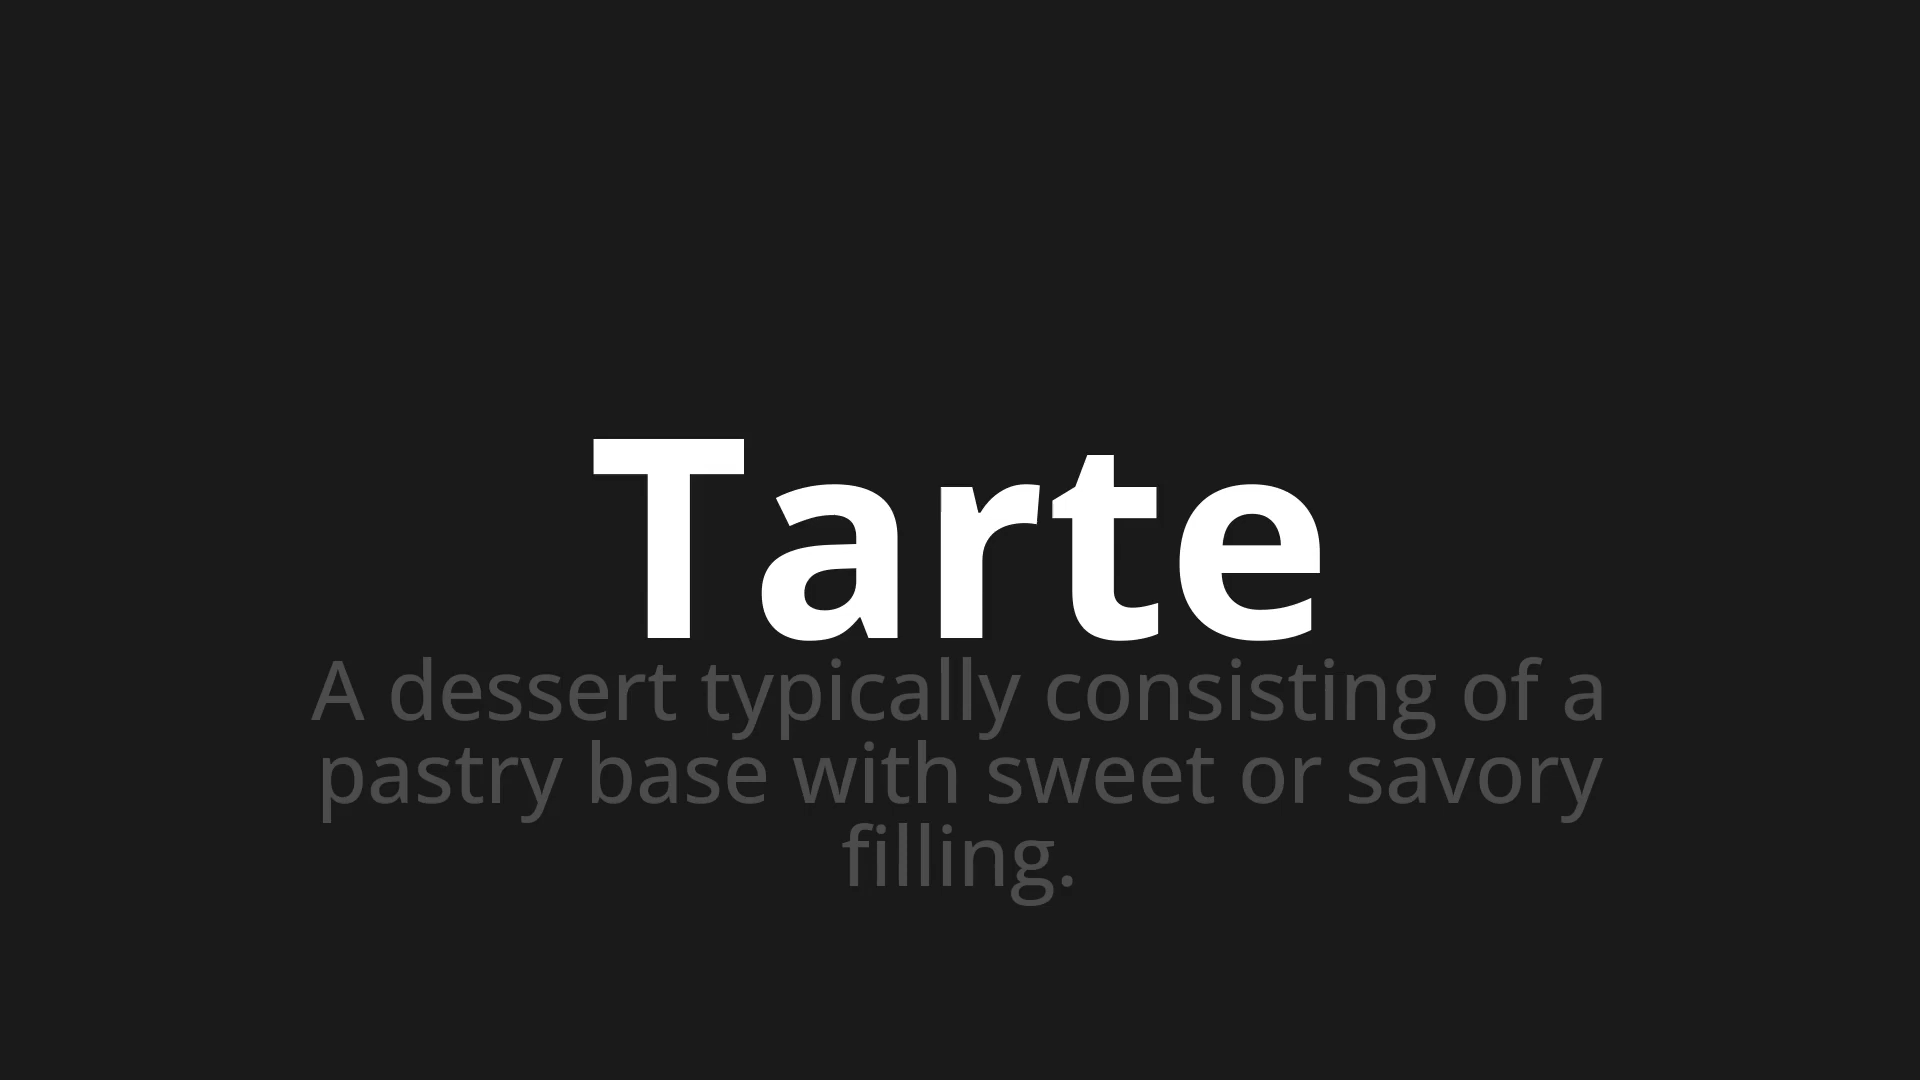 Tarte
A dessert typically consisting of a
pastry base with sweet or savory
filling.